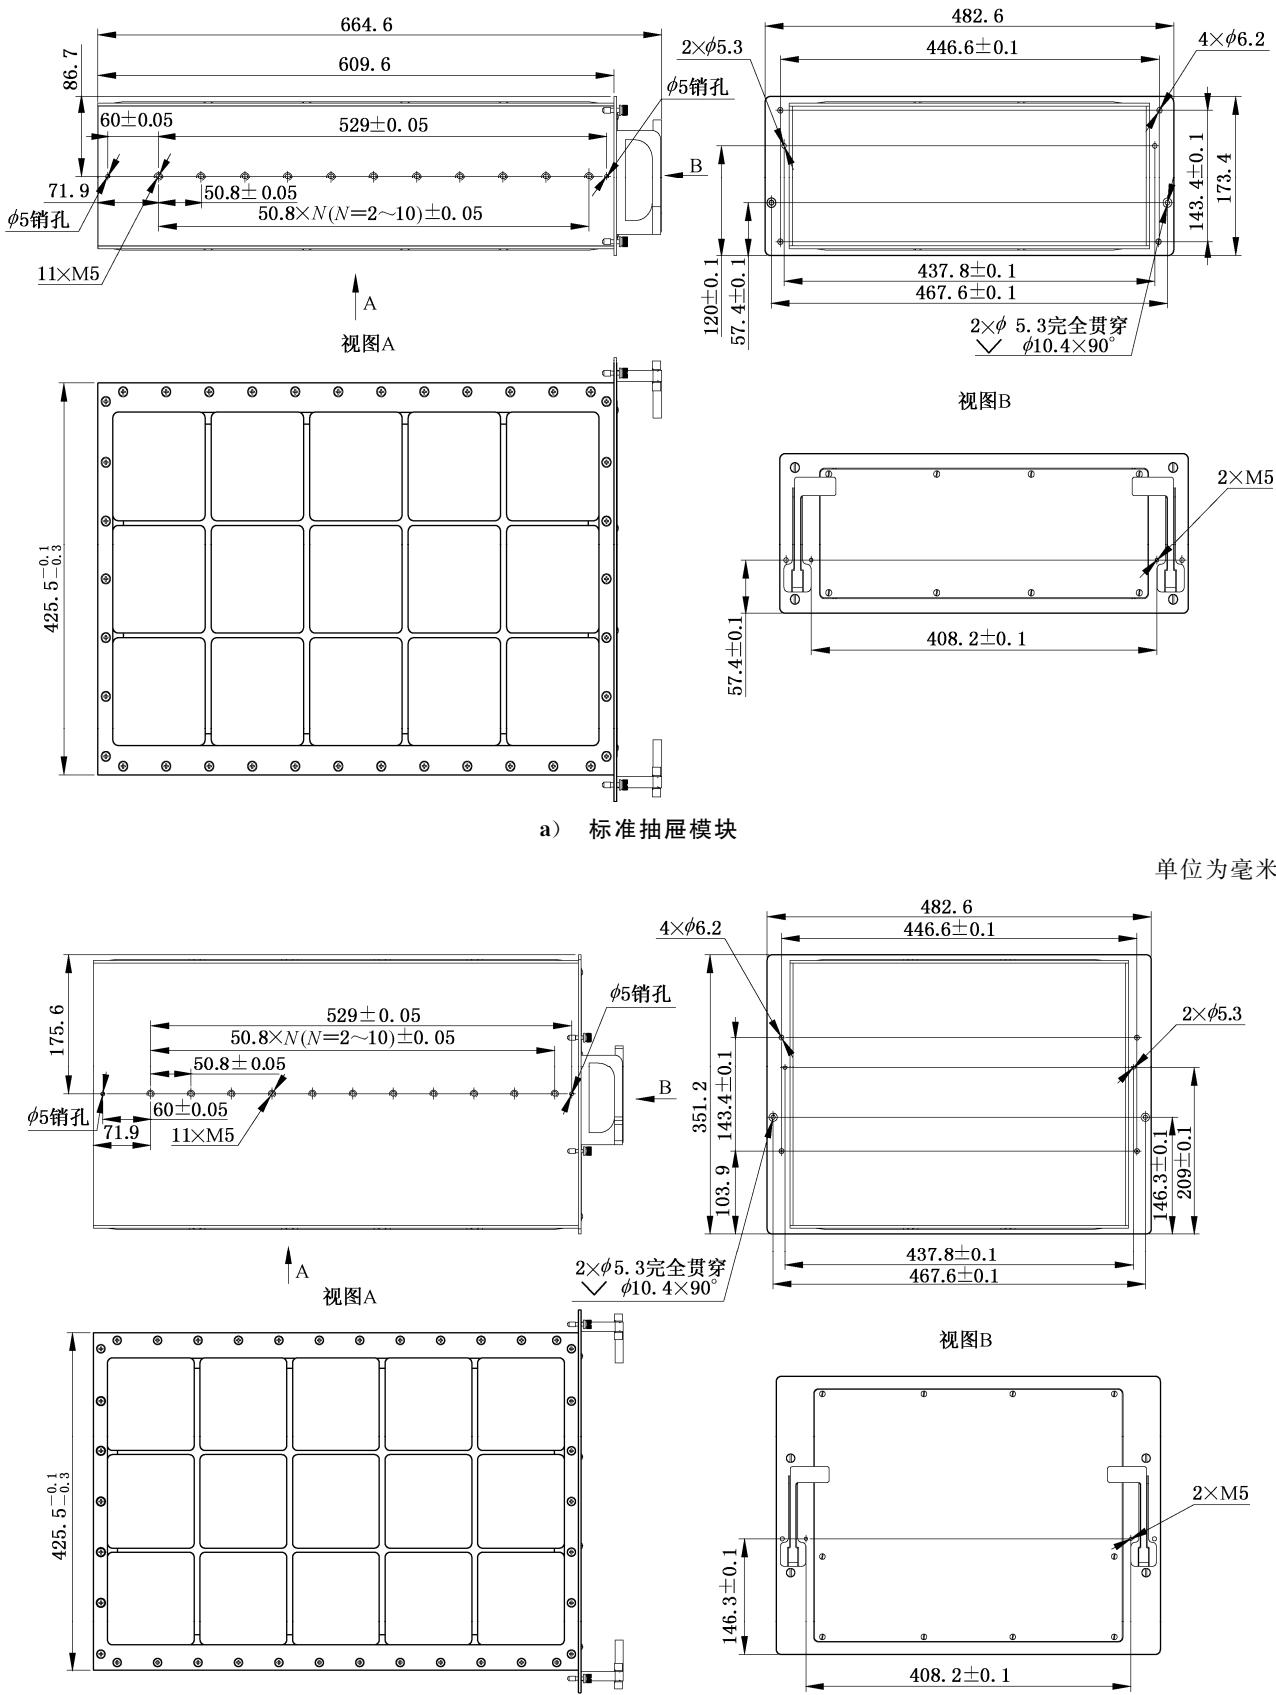 664.6
609.6
86.7
60±0.05
529±0.05
ϕ5销孔
B
71.9
50.8±0.05
50.8×N(N=2～10)±0.05
ϕ5销孔
11×M5
A
视图A
482.6
2×ϕ5.3
446.6±0.1
4×ϕ6.2
143.4±0.1
173.4
120±0.1
57.4±0.1
437.8±0.1
467.6±0.1
2×ϕ 5.3完全贯穿
ϕ10.4×90°
视图B
425.5 -0.1 -0.3
2×M5
57.4±0.1
408.2±0.1
a） 标准抽屉模块
单位为毫米
175.6
529±0.05
50.8×N(N=2～10)±0.05
50.8±0.05
ϕ5销孔
B
ϕ5销孔
60±0.05
71.9
11×M5
A
视图A
482.6
4×ϕ6.2
446.6±0.1
2×ϕ5.3
351.2
143.4±0.1
103.9
146.3±0.1
209±0.1
437.8±0.1
467.6±0.1
2×ϕ5.3完全贯穿
ϕ10.4×90°
视图B
425.5 -0.1 -0.3
2×M5
146.3±0.1
408.2±0.1